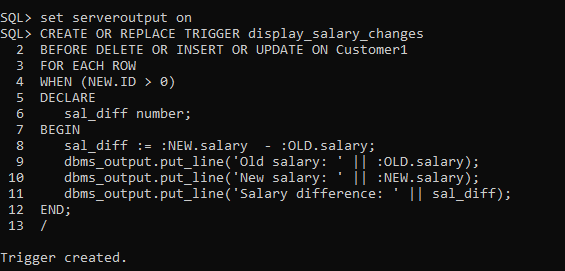 SQL> set serveroutput on
SQL> CREATE OR REPLACE TRIGGER display_salary_changes
  2  BEFORE DELETE OR INSERT OR UPDATE ON Customer1
  3  FOR EACH ROW
  4  WHEN (NEW.ID > 0)
  5  DECLARE
  6     sal_diff number;
  7  BEGIN
  8     sal_diff := :NEW.salary  - :OLD.salary;
  9     dbms_output.put_line('Old salary: ' || :OLD.salary);
 10     dbms_output.put_line('New salary: ' || :NEW.salary);
 11     dbms_output.put_line('Salary difference: ' || sal_diff);
 12  END;
 13  /
Trigger created.